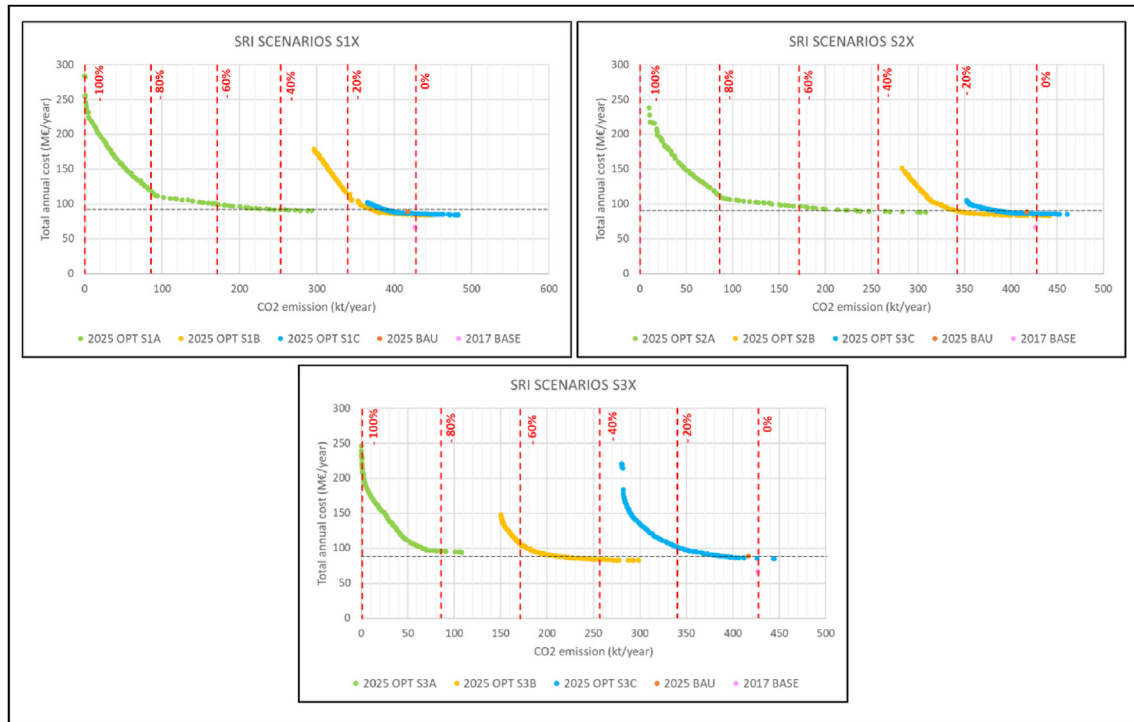 SRI SCENARIOS S1X
300
250
200
150
100
50
0
Total annual cost (M€/year)
- 100%
- 80%
- 60%
- 40%
- 20%
0%
0 100 200 300 400 500 600
CO2 emission (kt/year)
2025 OPT S1A 2025 OPT S1B 2025 OPT S1C 2025 BAU 2017 BASE
SRI SCENARIOS S2X
300
250
200
150
100
50
0
Total annual cost (M€/year)
- 100%
- 80%
- 60%
- 40%
- 20%
0%
0 50 100 150 200 250 300 350 400 450 500
CO2 emission (kt/year)
2025 OPT S2A 2025 OPT S2B 2025 OPT S3C 2025 BAU 2017 BASE
SRI SCENARIOS S3X
300
250
200
150
100
50
0
Total annual cost (M€/year)
- 100%
- 80%
- 60%
- 40%
- 20%
0%
0 50 100 150 200 250 300 350 400 450 500
CO2 emission (kt/year)
2025 OPT S3A 2025 OPT S3B 2025 OPT S3C 2025 BAU 2017 BASE